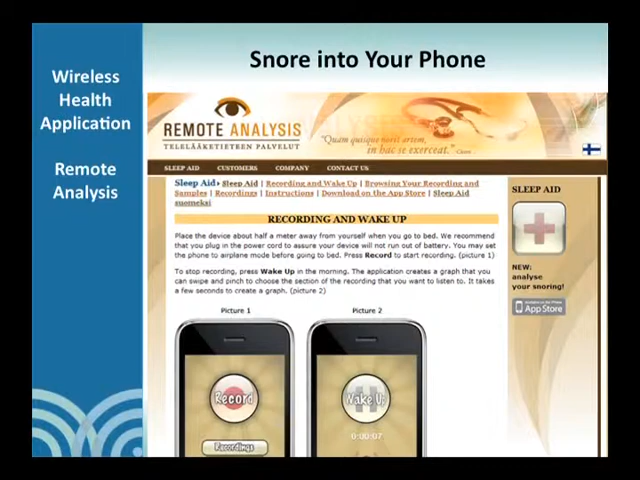 Snore into Your Phone
Wireless
Health
Application
Remote
Analysis
REMOTE ANALYSIS
TELELÄÄKETIETEEN PALVELUT
"Quam quisque norit artem,
in hac se exerceat."
SLEEP AID CUSTOMERS COMPANY CONTACT US
Sleep Aid Sleep Aid | Recording and Wake Up | Browsing Your Recording and
Samples | Recordings | Instructions | Download on the App Store | Sleep Aid
suomeksi
RECORDING AND WAKE UP
Place the device about half a meter away from yourself when you go to bed. We recommend
that you plug in the power cord to assure your device will not run out of battery. You may set
the phone to airplane mode before going to bed. Press Record to start recording. (picture 1)
To stop recording, press Wake Up in the morning. The application creates a graph that you
can swipe and pinch to choose the section of the recording that you want to listen to. It takes
a few seconds to create a graph. (picture 2)
Picture 1 Picture 2
Record
Recordings
Wake Up
0:00:07
SLEEP AID
NEW:
analyse
your snoring!
App Store